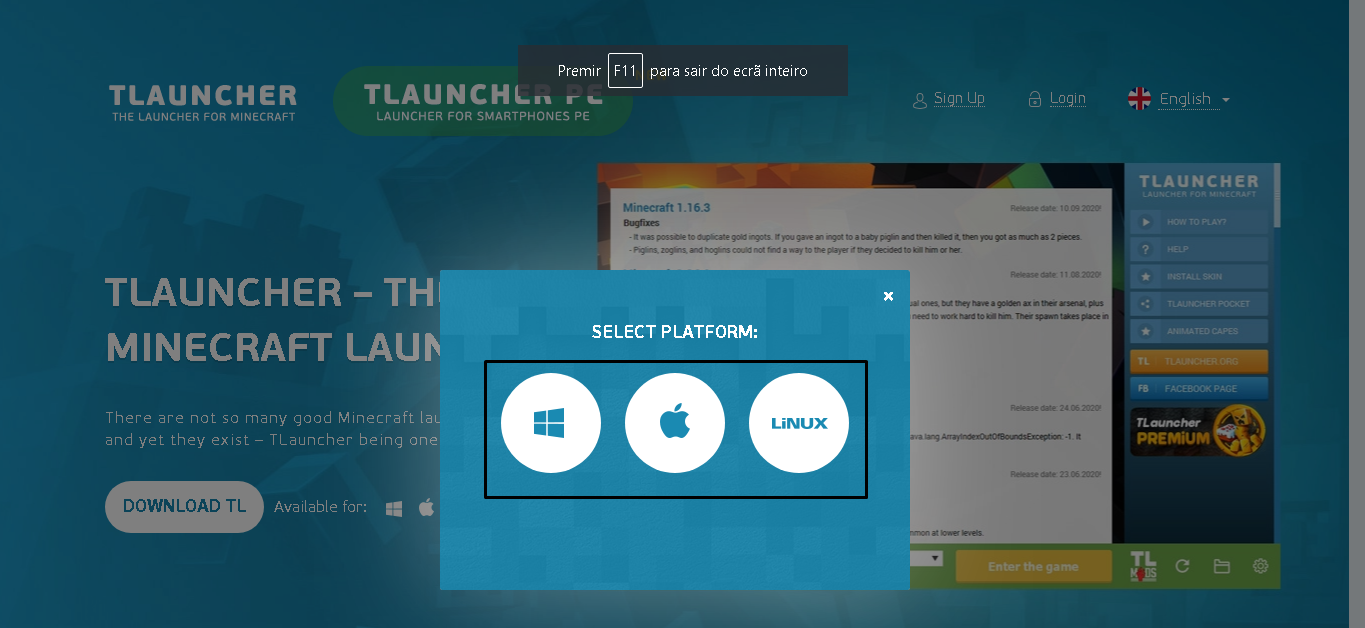 Premir F11 para sair do ecrã inteiro
TLAUNCHER
THE LAUNCHER FOR MINECRAFT
TLAUNCHER PE
LAUNCHER FOR SMARTPHONES PE
Sign Up
Login
English
TLAUNCHER – TH
MINECRAFT LAUN
There are not so many good Minecraft lau
and yet they exist – TLauncher being one
DOWNLOAD TL
Available for:
SELECT PLATFORM:
LiNUX
Minecraft 1.16.3
Release date: 10.09.2020!
Bugfixes
- It was possible to duplicate gold ingots. If you gave an ingot to a baby piglin and then killed it, then you got as much as 2 pieces.
- Piglins, zoglins, and hoglins could not find a way to the player if they decided to kill him or her.
Release date: 11.08.2020!
ual ones, but they have a golden ax in their arsenal, plus
need to work hard to kill him. Their spawn takes place in
Release date: 24.06.2020!
ava.lang.ArrayIndexOutOfBoundsException: -1. It
Release date: 23.06.2020!
mmon at lower levels.
Enter the game
TL
MODS
TLAUNCHER
LAUNCHER FOR MINECRAFT
HOW TO PLAY?
HELP
INSTALL SKIN
TLAUNCHER POCKET
ANIMATED CAPES
TL TLAUNCHER.ORG
FB FACEBOOK PAGE
TLauncher
PREMiUM